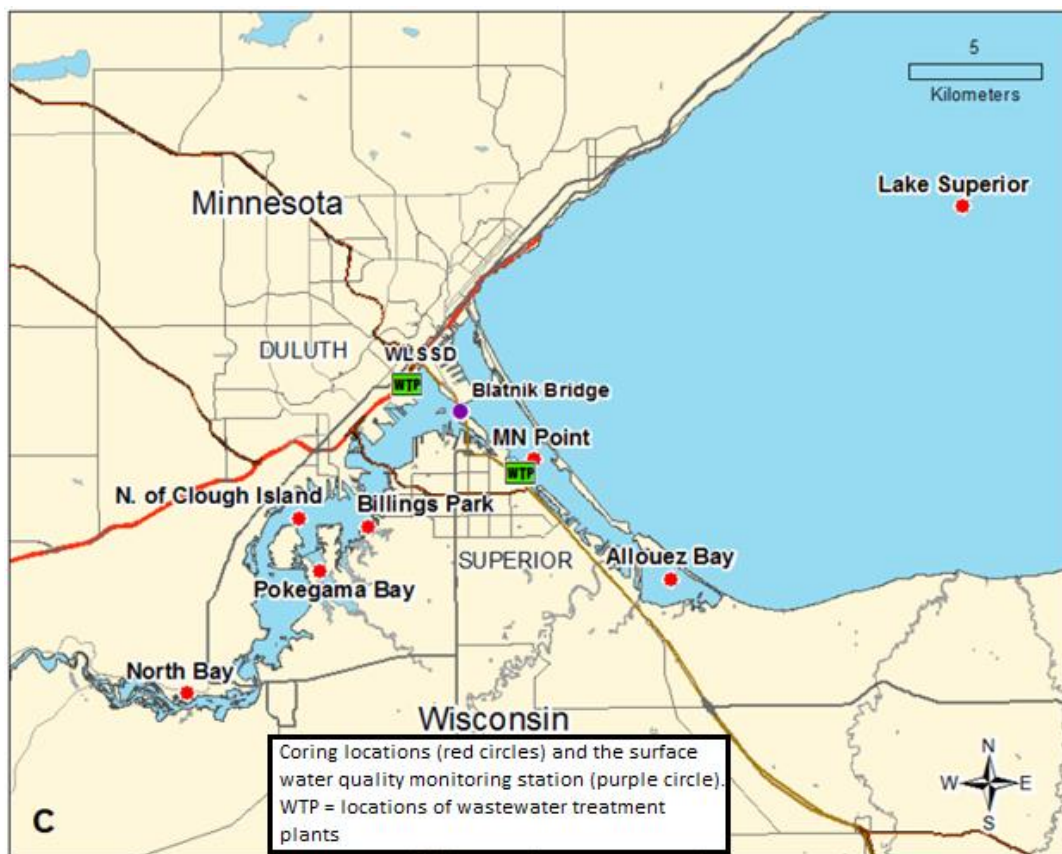 5
Kilometers
Lake Superior
Minnesota
DULUTH
WLSSD
WTP
Blatnik Bridge
MN Point
WTP
N. of Clough Island
Billings Park
SUPERIOR
Allouez Bay
Pokegama Bay
North Bay
Wisconsin
Coring locations (red circles) and the surface
water quality monitoring station (purple circle).
WTP = locations of wastewater treatment
plants
N
W
E
S
C